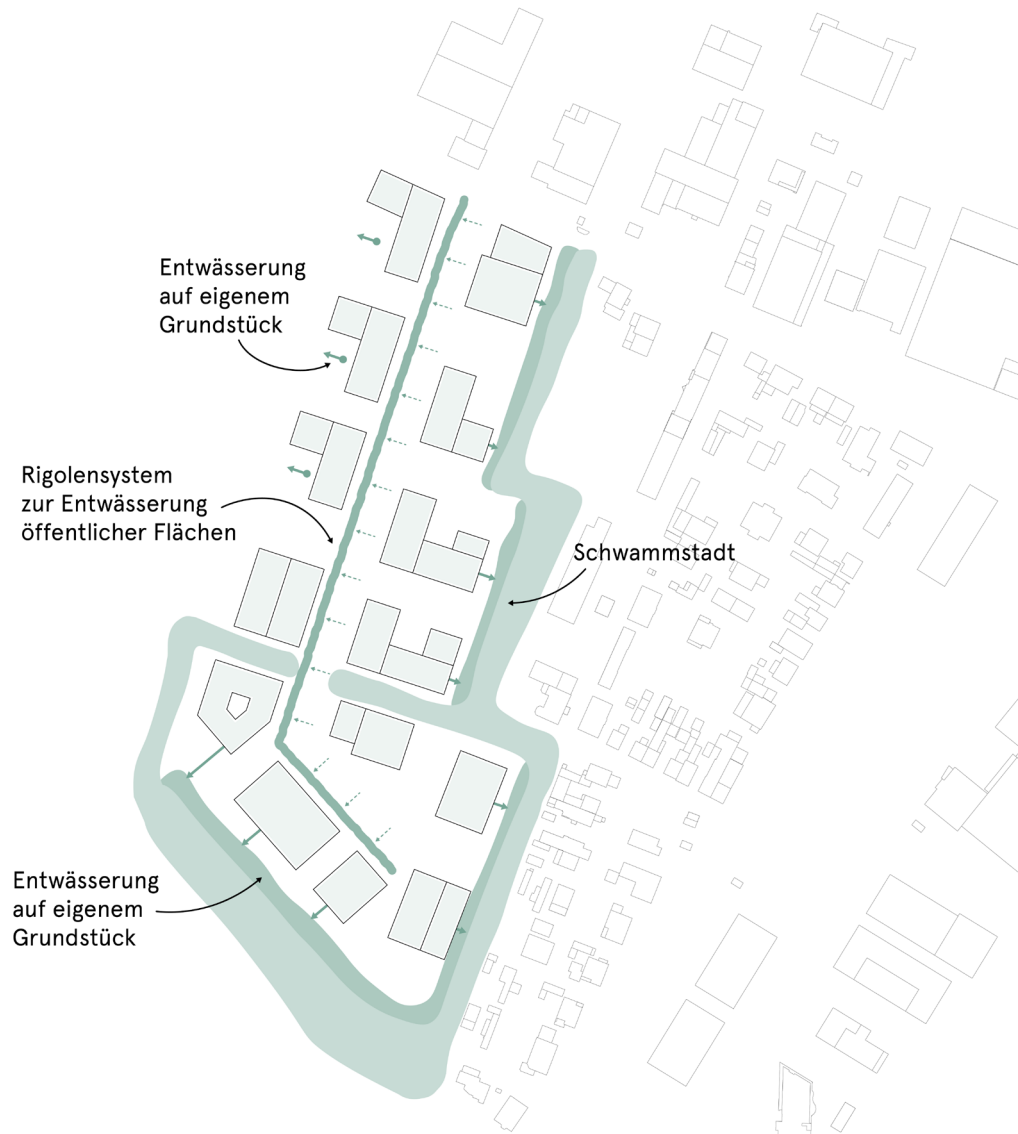 Entwässerung
auf eigenem
Grundstück
Rigolensystem
zur Entwässerung
öffentlicher Flächen
Schwammstadt
Entwässerung
auf eigenem
Grundstück